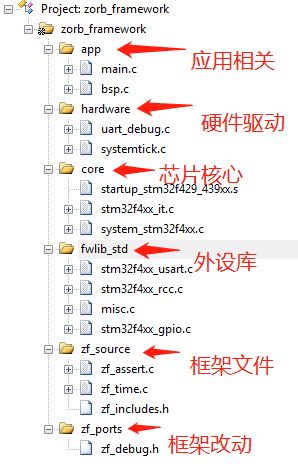 Project: zorb_framework
zorb_framework
app 应用相关
main.c
bsp.c
hardware 硬件驱动
uart_debug.c
systemtick.c
core 芯片核心
startup_stm32f429_439xx.s
stm32f4xx_it.c
system_stm32f4xx.c
fwlib_std 外设库
stm32f4xx_usart.c
stm32f4xx_rcc.c
misc.c
stm32f4xx_gpio.c
zf_source 框架文件
zf_assert.c
zf_time.c
zf_includes.h
zf_ports 框架改动
zf_debug.h